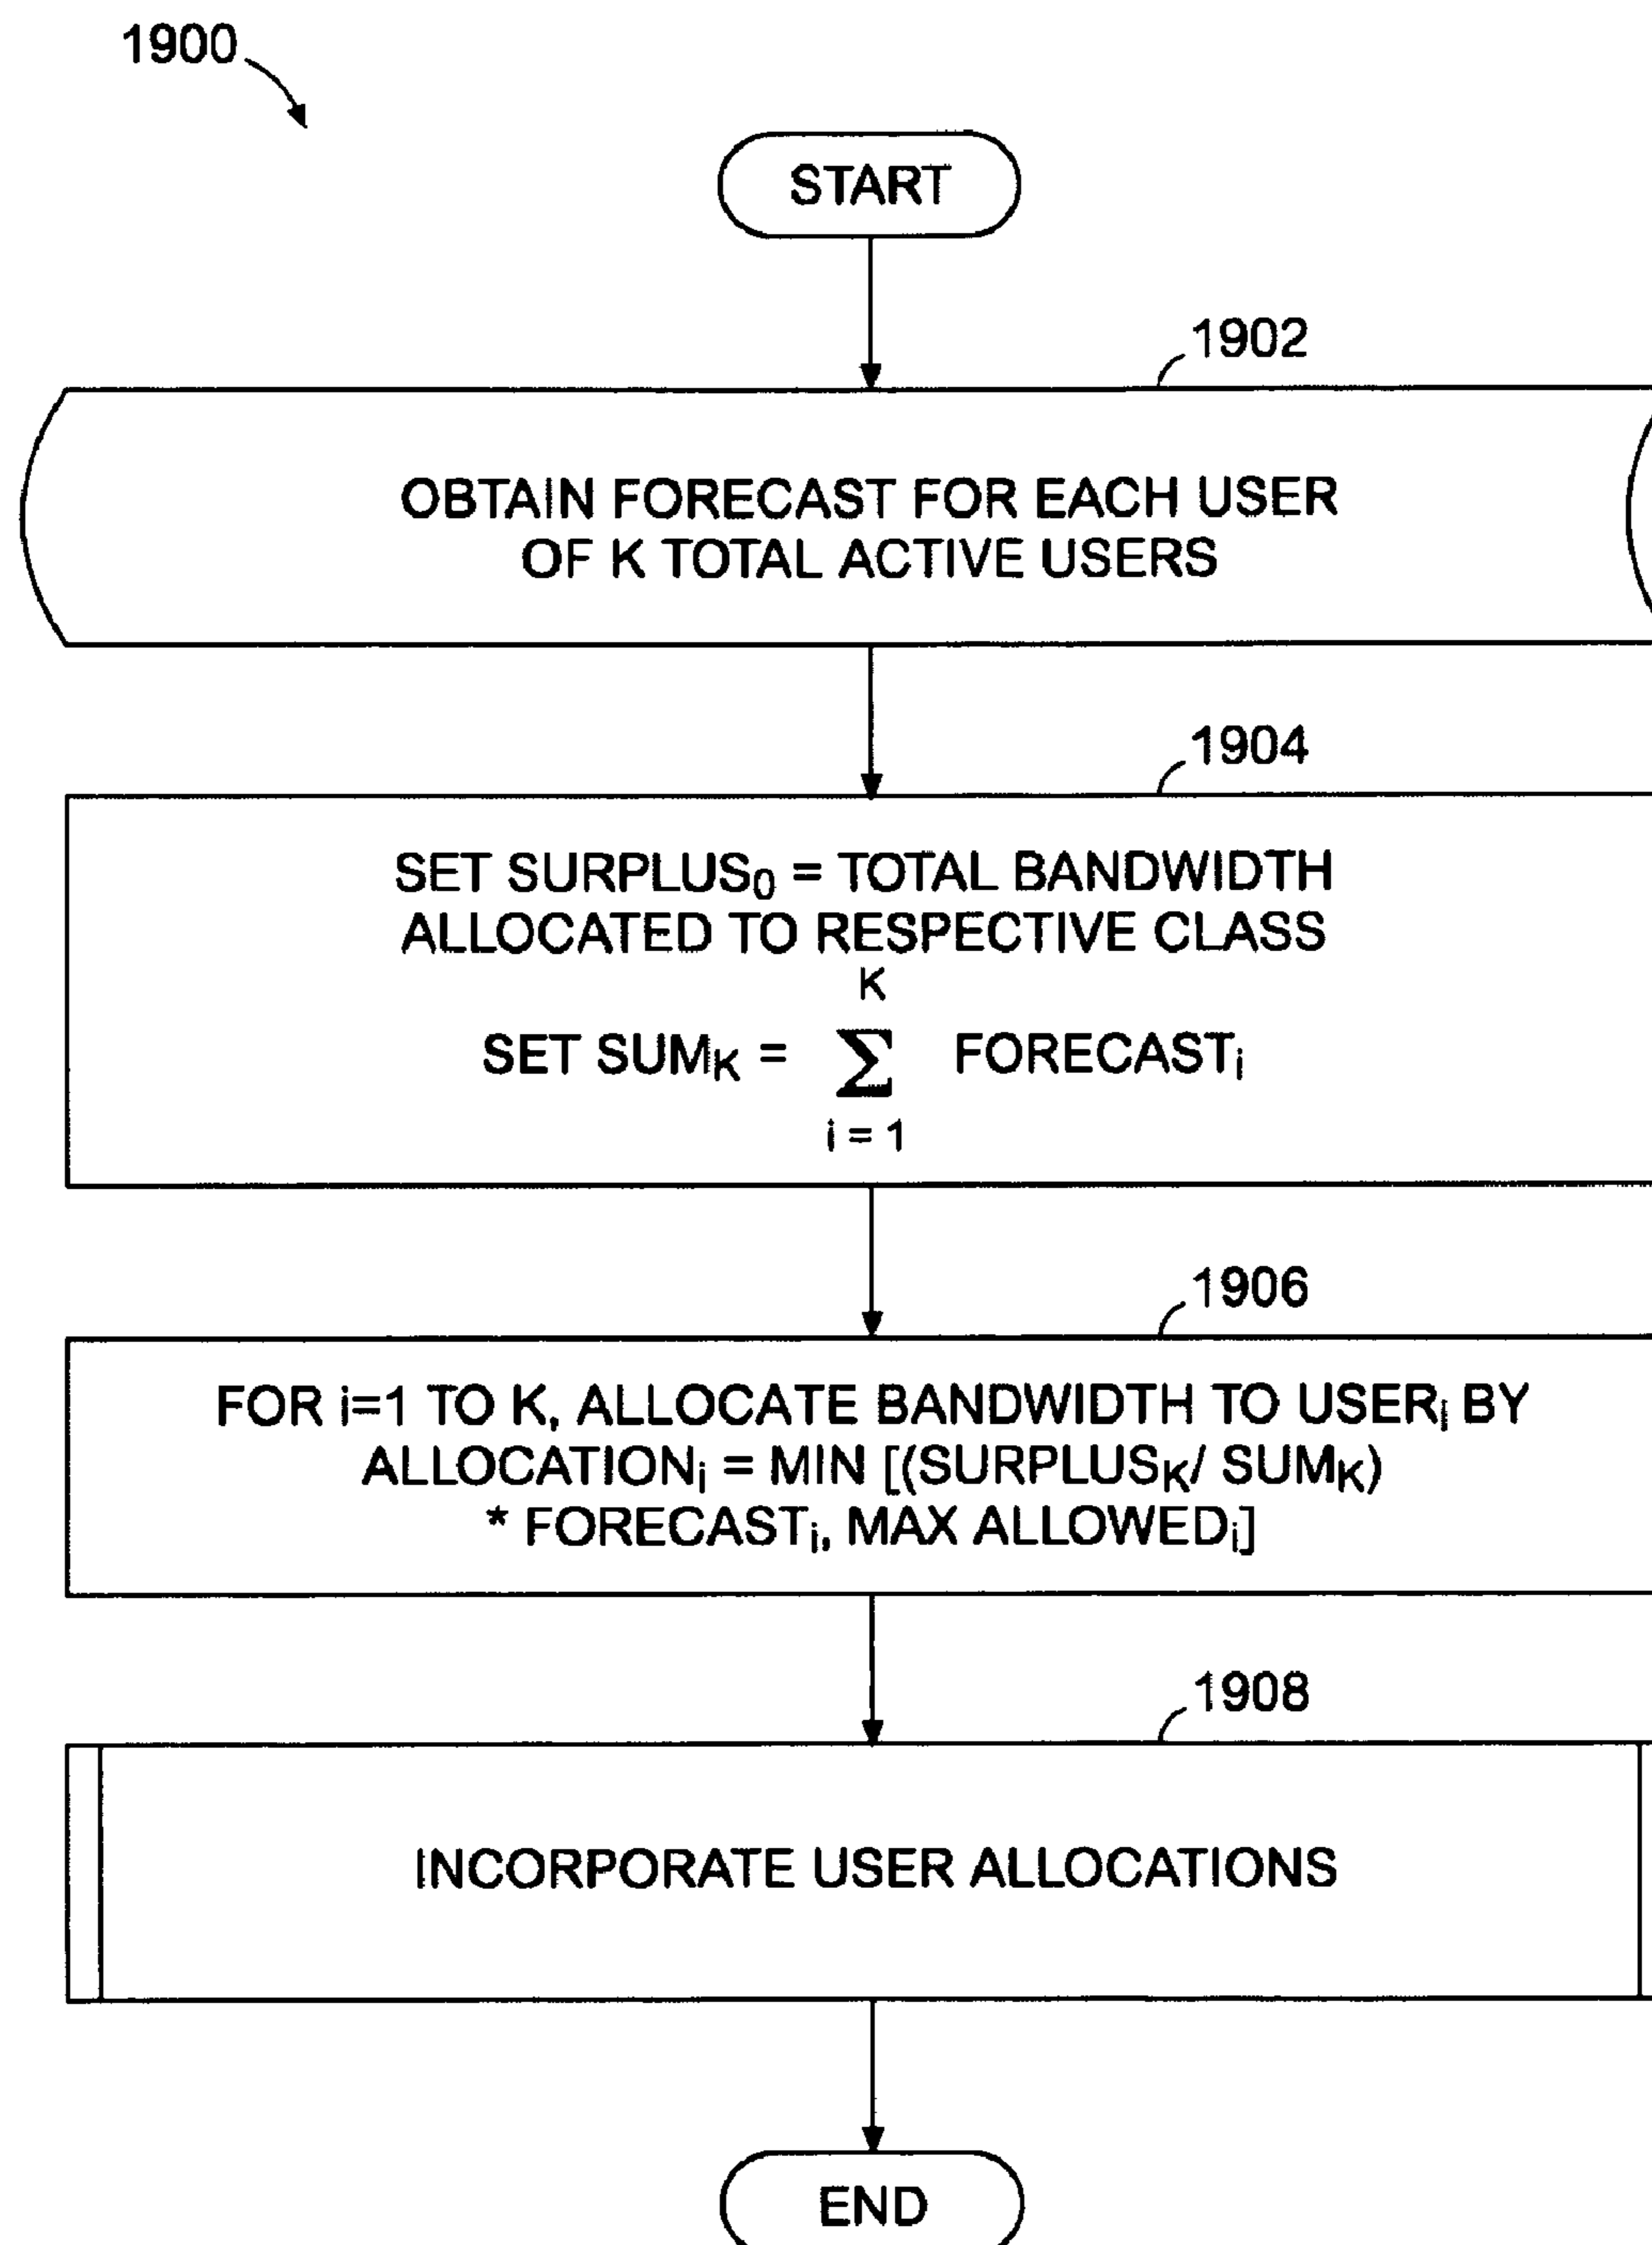 1900
START
1902
OBTAIN FORECAST FOR EACH USER
OF K TOTAL ACTIVE USERS
1904
SET SURPLUS₀ = TOTAL BANDWIDTH
ALLOCATED TO RESPECTIVE CLASS
K
SET SUMK = Σ FORECASTᵢ
i = 1
1906
FOR i=1 TO K, ALLOCATE BANDWIDTH TO USERᵢ BY
ALLOCATIONᵢ = MIN [(SURPLUSK/ SUMK)
* FORECASTᵢ, MAX ALLOWEDᵢ]
1908
INCORPORATE USER ALLOCATIONS
END